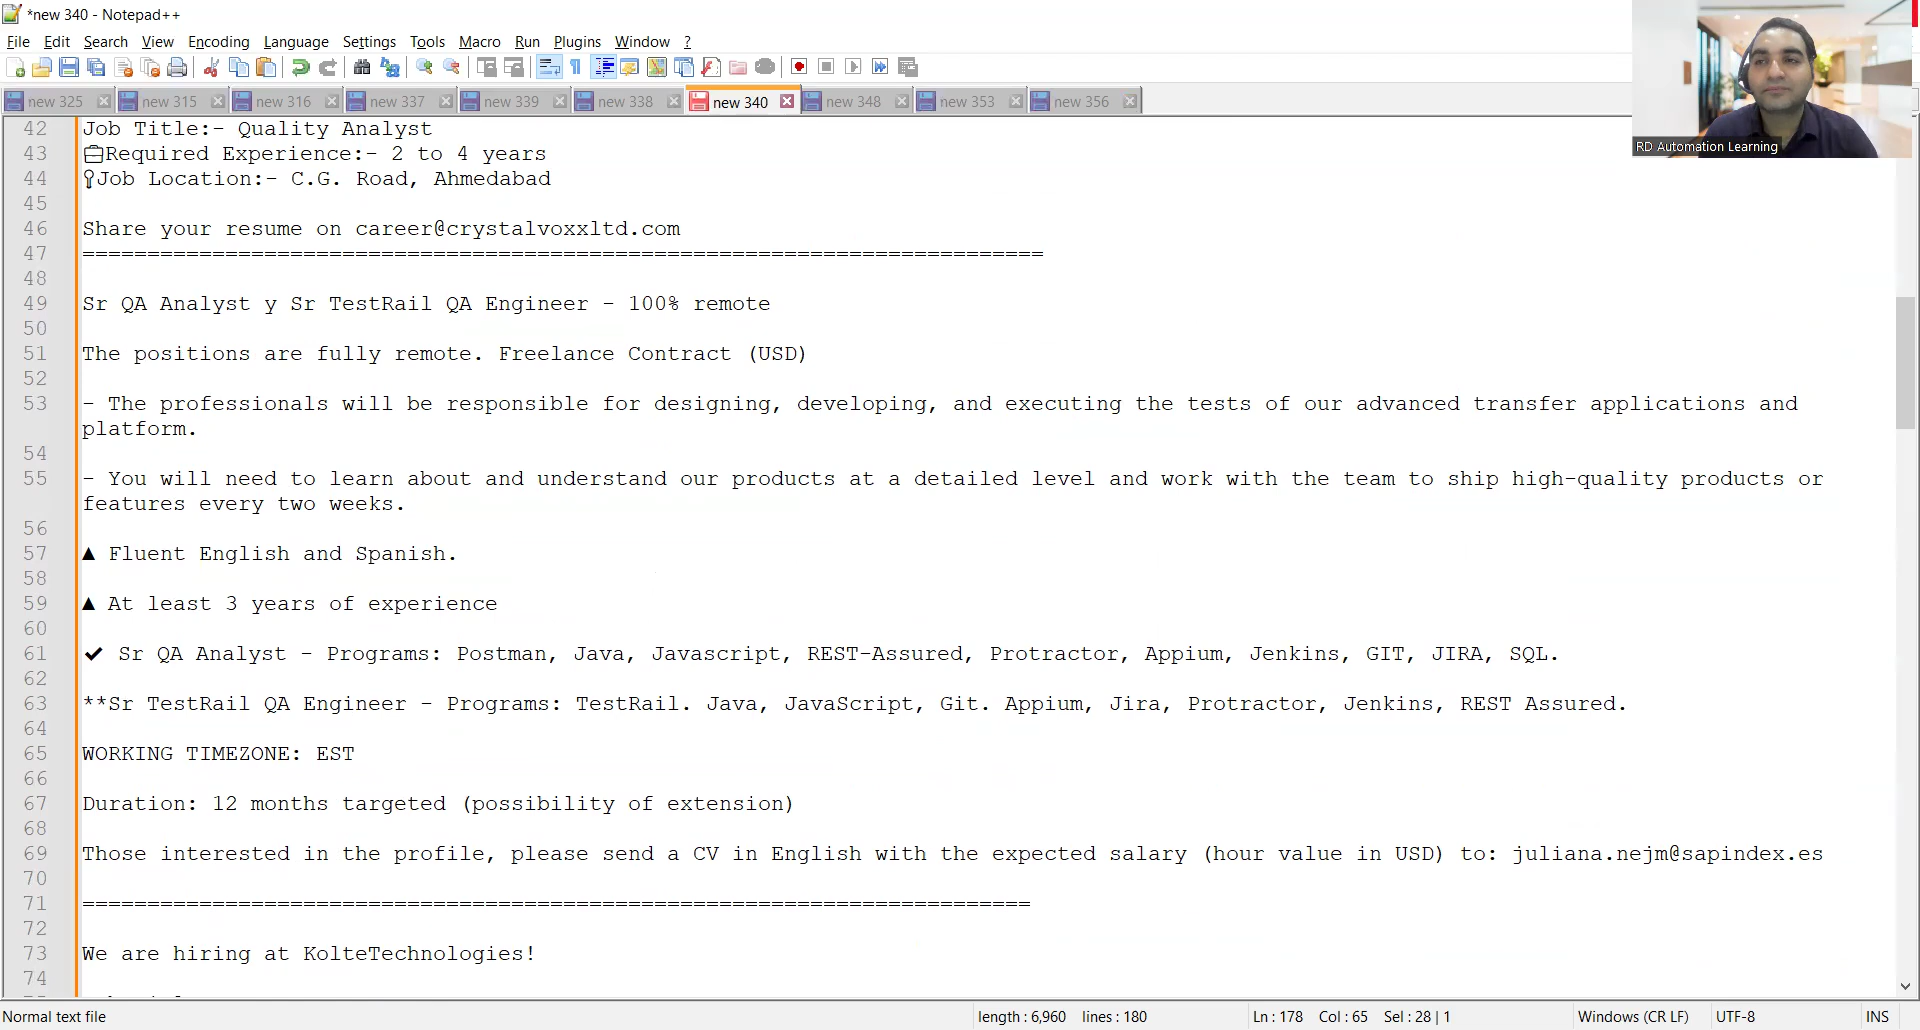 *new 340 - Notepad++
File Edit Search View Encoding Language Settings Tools Macro Run Plugins Window ?
new 325 new 315 new 316 new 337 new 339 new 338 new 340 new 348 new 353 new 356
RD Automation Learning
42 Job Title:- Quality Analyst
43 Required Experience:- 2 to 4 years
44 Job Location:- C.G. Road, Ahmedabad
45
46 Share your resume on career@crystalvoxxltd.com
47 ==========================================================================
48
49 Sr QA Analyst y Sr TestRail QA Engineer - 100% remote
50
51 The positions are fully remote. Freelance Contract (USD)
52
53 - The professionals will be responsible for designing, developing, and executing the tests of our advanced transfer applications and
platform.
54
55 - You will need to learn about and understand our products at a detailed level and work with the team to ship high-quality products or
features every two weeks.
56
57 ▲ Fluent English and Spanish.
58
59 ▲ At least 3 years of experience
60
61 ✔ Sr QA Analyst - Programs: Postman, Java, Javascript, REST-Assured, Protractor, Appium, Jenkins, GIT, JIRA, SQL.
62
63 **Sr TestRail QA Engineer - Programs: TestRail. Java, JavaScript, Git. Appium, Jira, Protractor, Jenkins, REST Assured.
64
65 WORKING TIMEZONE: EST
66
67 Duration: 12 months targeted (possibility of extension)
68
69 Those interested in the profile, please send a CV in English with the expected salary (hour value in USD) to: juliana.nejm@sapindex.es
70
71 =========================================================================
72
73 We are hiring at KolteTechnologies!
74
Normal text file length : 6,960 lines : 180 Ln : 178 Col : 65 Sel : 28 | 1 Windows (CR LF) UTF-8 INS